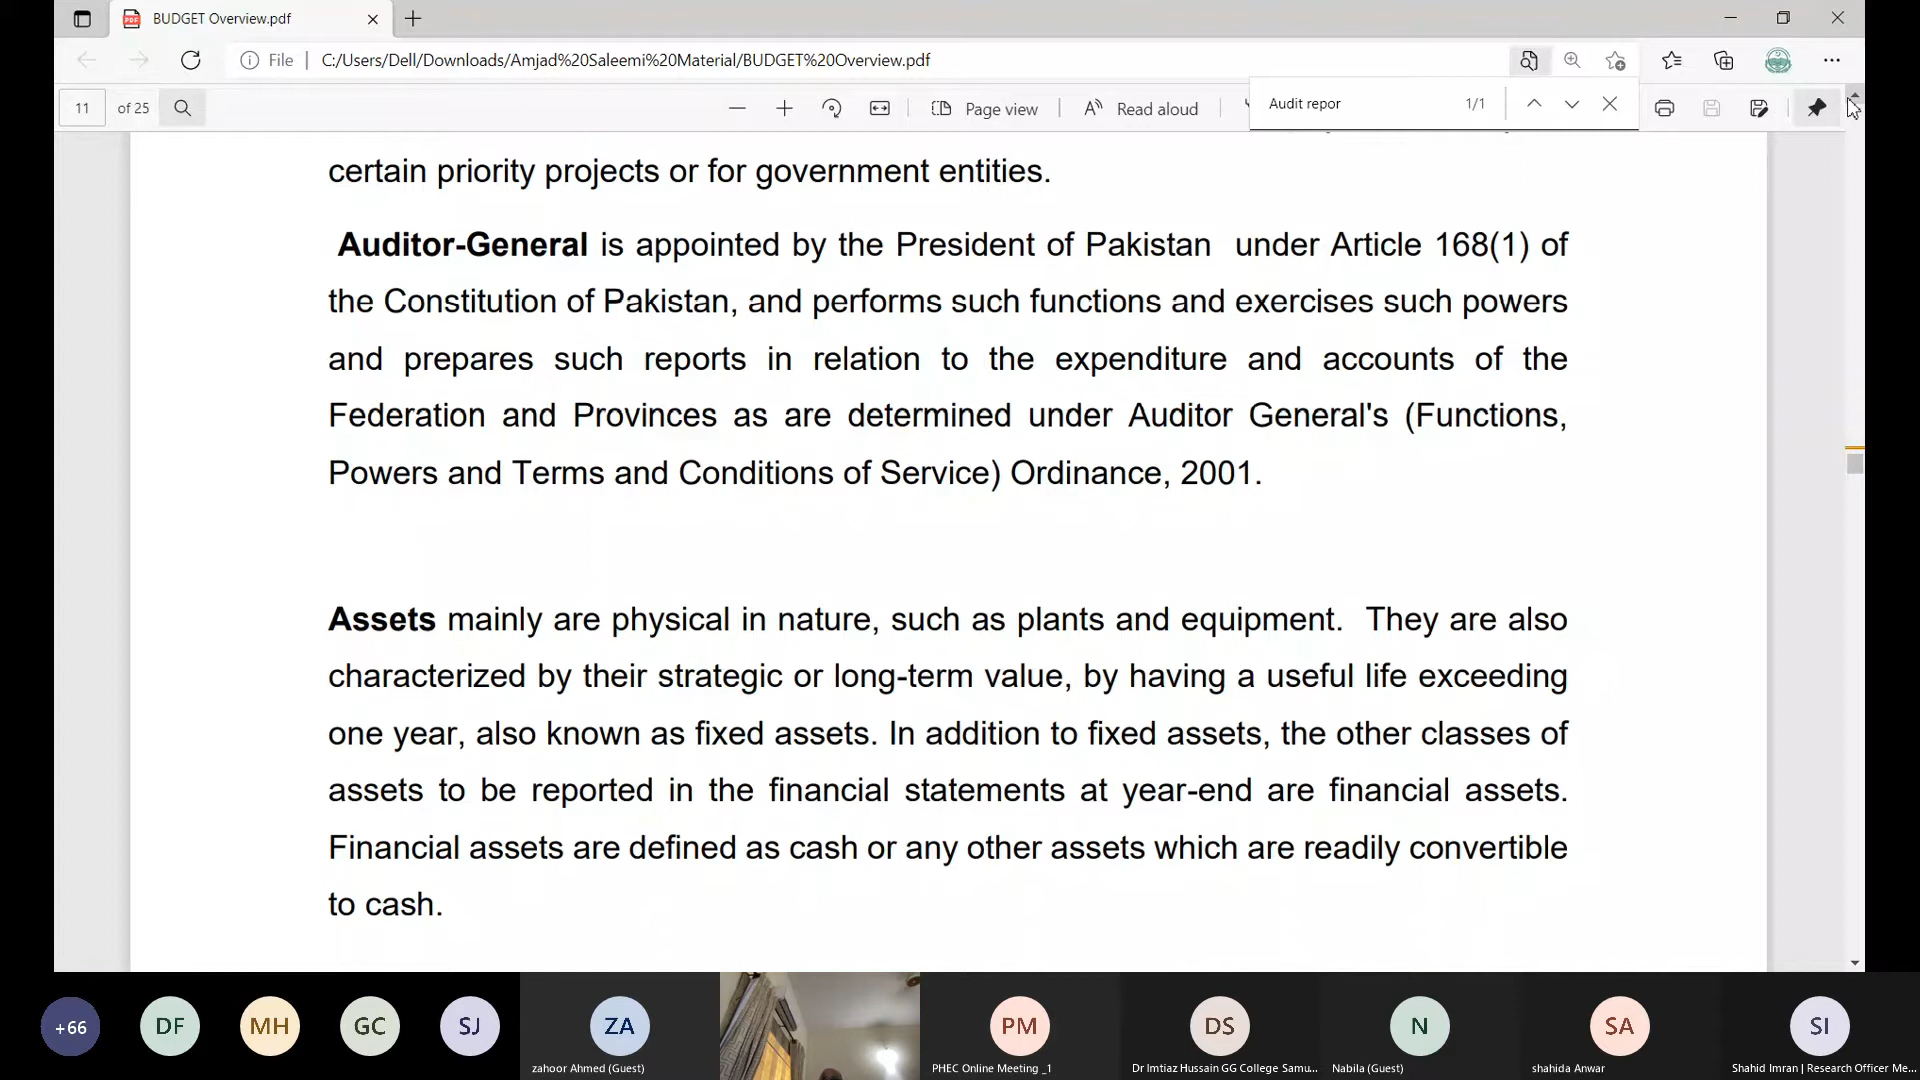 BUDGET Overview.pdf
File
C:/Users/Dell/Downloads/Amjad%20Saleemi%20Material/BUDGET%20Overview.pdf
11 of 25
Page view
Read aloud
Audit repor 1/1
certain priority projects or for government entities.
Auditor-General is appointed by the President of Pakistan under Article 168(1) of
the Constitution of Pakistan, and performs such functions and exercises such powers
and prepares such reports in relation to the expenditure and accounts of the
Federation and Provinces as are determined under Auditor General's (Functions,
Powers and Terms and Conditions of Service) Ordinance, 2001.
Assets mainly are physical in nature, such as plants and equipment. They are also
characterized by their strategic or long-term value, by having a useful life exceeding
one year, also known as fixed assets. In addition to fixed assets, the other classes of
assets to be reported in the financial statements at year-end are financial assets.
Financial assets are defined as cash or any other assets which are readily convertible
to cash.
+66 DF MH GC SJ ZA PM DS N SA SI
zahoor Ahmed (Guest)
PHEC Online Meeting _1
Dr Imtiaz Hussain GG College Samu...
Nabila (Guest)
shahida Anwar
Shahid Imran | Research Officer Me...